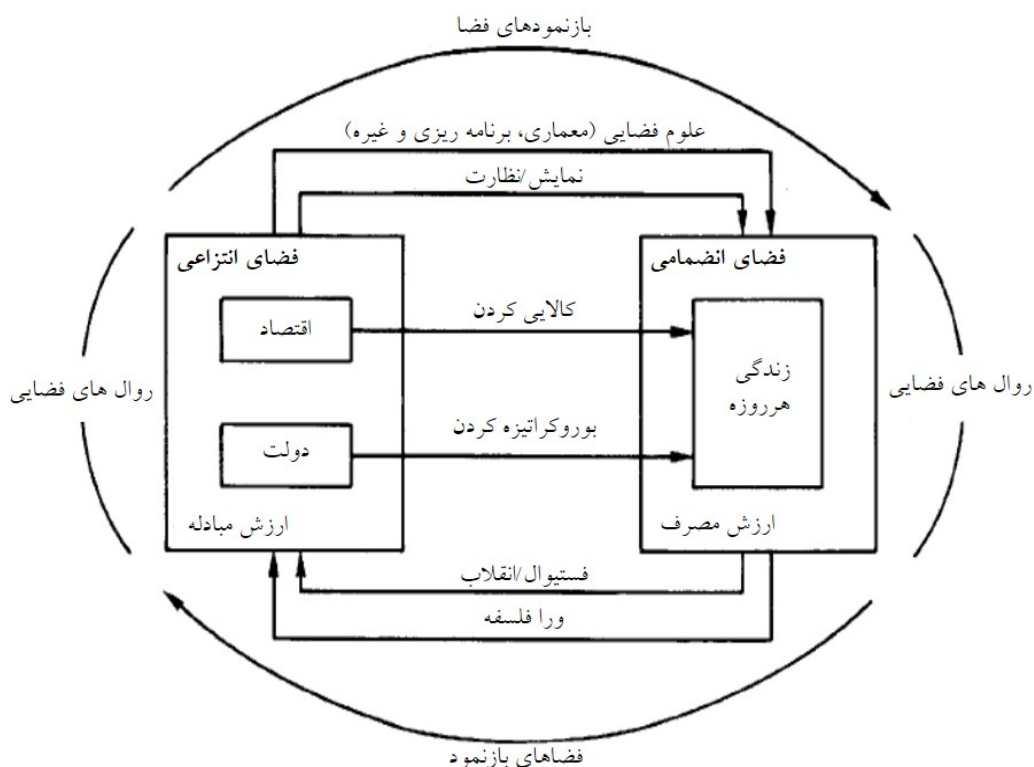 بازنمودهای فضا
علوم فضایی (معماری، برنامه ریزی و غیره)
نمایش/نظارت
فضای انتزاعی
فضای انضمامی
اقتصاد
کالایی کردن
زندگی
هرروزه
روال های فضایی
روال های فضایی
دولت
بوروکراتیزه کردن
ارزش مبادله
ارزش مصرف
فستیوال/انقلاب
ورا فلسفه
فضاهای بازنمود